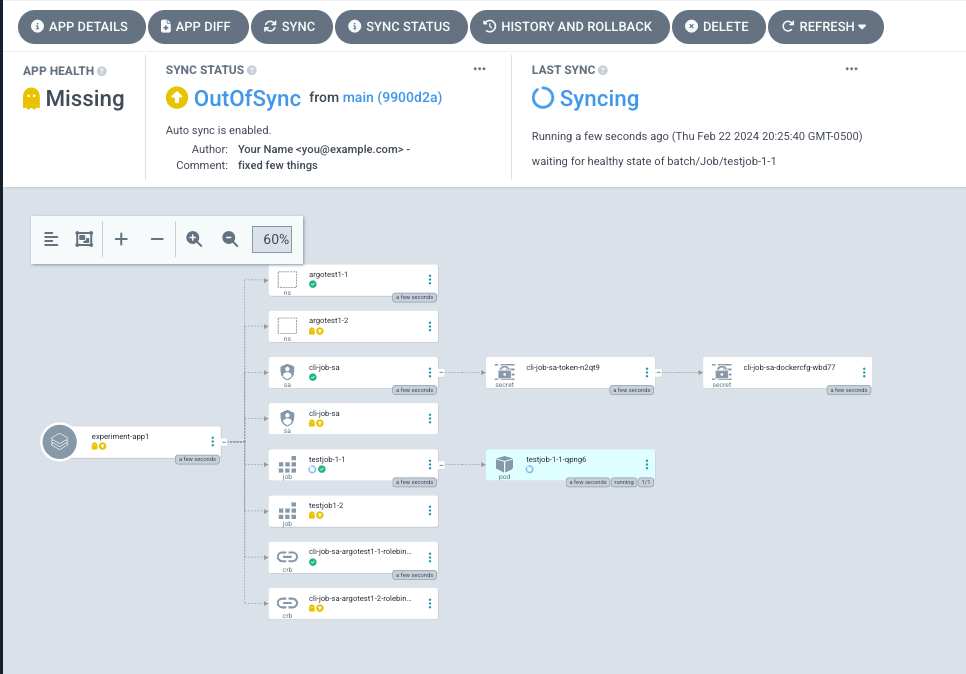 APP DETAILS
APP DIFF
SYNC
SYNC STATUS
HISTORY AND ROLLBACK
DELETE
REFRESH
APP HEALTH
Missing
SYNC STATUS
OutOfSync from main (9900d2a)
Auto sync is enabled.
Author: Your Name <you@example.com> -
Comment: fixed few things
LAST SYNC
Syncing
Running a few seconds ago (Thu Feb 22 2024 20:25:40 GMT-0500)
waiting for healthy state of batch/Job/testjob-1-1
60%
experiment-app1
a few seconds
argotest1-1
ns
a few seconds
argotest1-2
ns
cli-job-sa
sa
a few seconds
cli-job-sa-token-n2qt9
secret
a few seconds
cli-job-sa-dockercfg-wbd77
secret
a few seconds
cli-job-sa
sa
testjob-1-1
job
a few seconds
testjob-1-1-qpng6
pod
a few seconds
running
1/1
testjob1-2
job
cli-job-sa-argotest1-1-rolebin...
crb
a few seconds
cli-job-sa-argotest1-2-rolebin...
crb